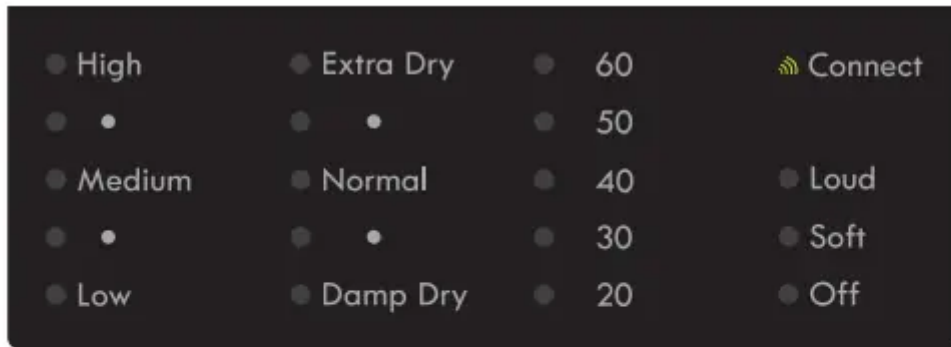 High Extra Dry 60 Connect
50
Medium Normal 40 Loud
30 Soft
Low Damp Dry 20 Off